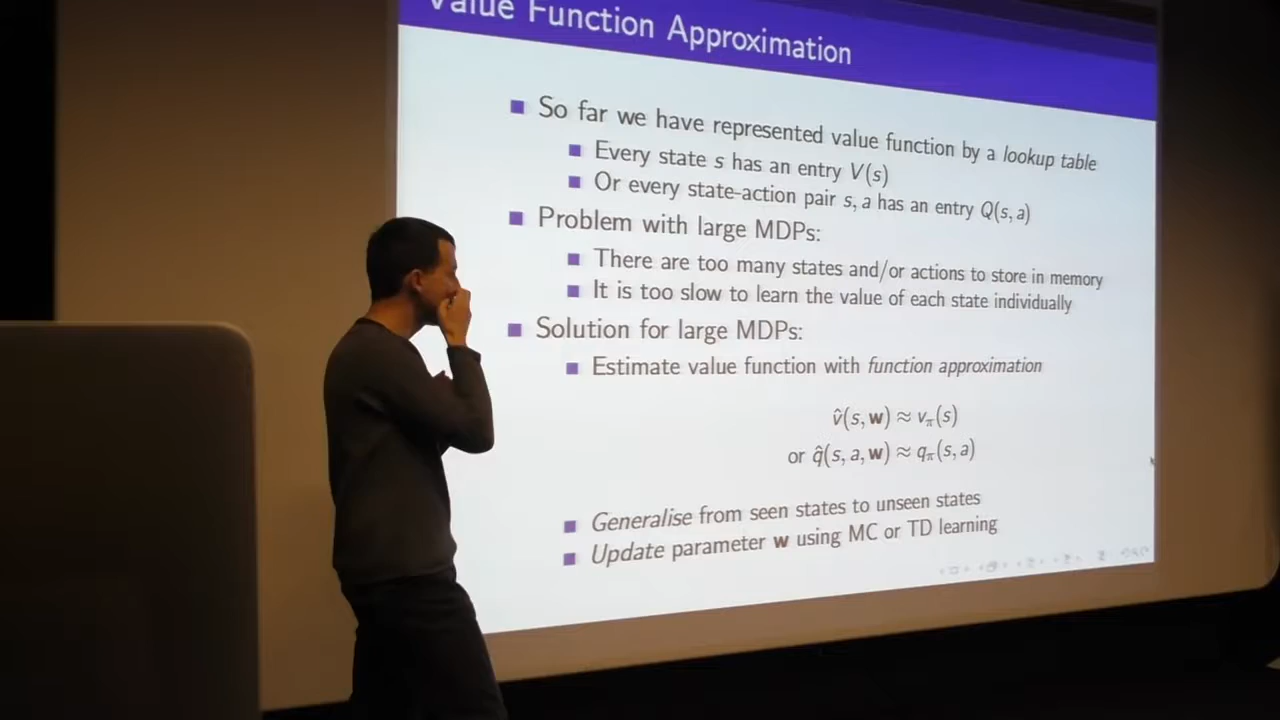 Value Function Approximation
So far we have represented value function by a lookup table
Every state s has an entry V(s)
Or every state-action pair s, a has an entry Q(s, a)
Problem with large MDPs:
There are too many states and/or actions to store in memory
It is too slow to learn the value of each state individually
Solution for large MDPs:
Estimate value function with function approximation
v̂(s, w) ≈ vπ(s)
or q̂(s, a, w) ≈ qπ(s, a)
Generalise from seen states to unseen states
Update parameter w using MC or TD learning